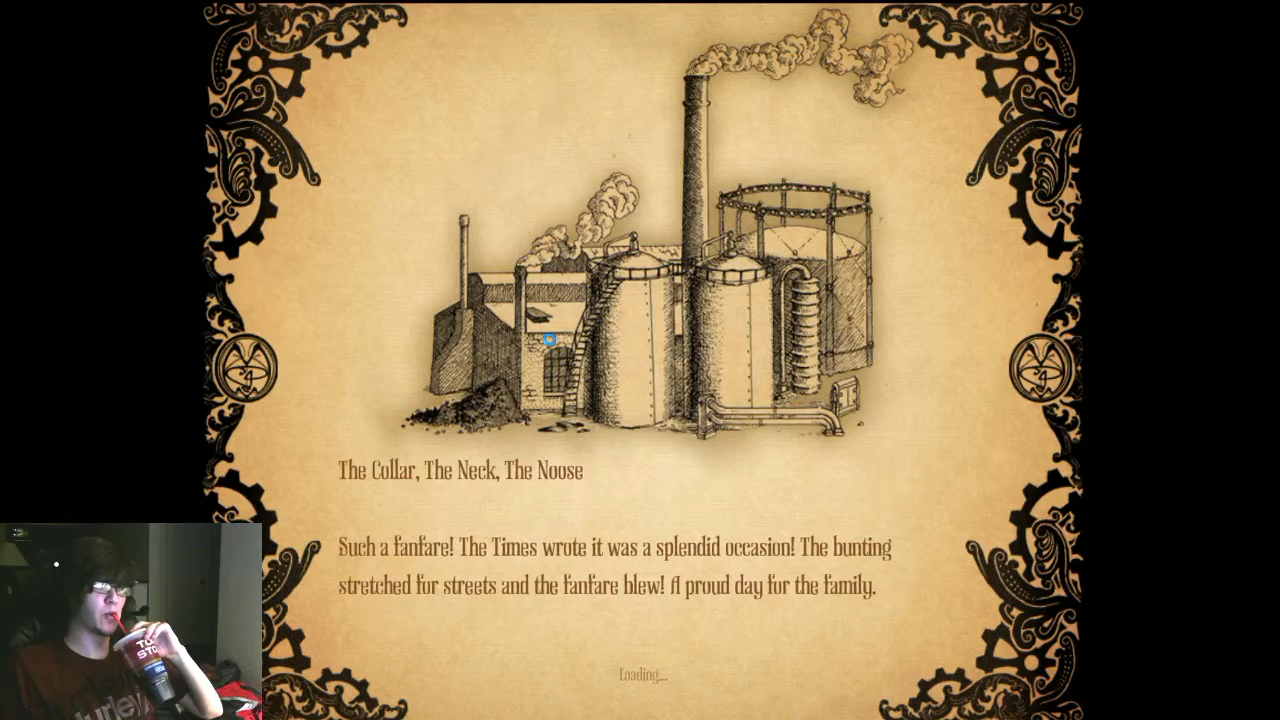 The Collar, The Neck, The Noose
Such a fanfare! The Times wrote it was a splendid occasion! The bunting
stretched for streets and the fanfare blew! A proud day for the family.
Loading...